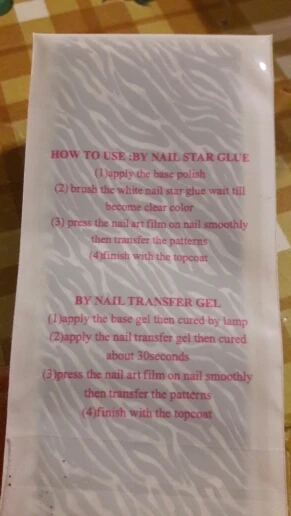 HOW TO USE :BY NAIL STAR GLUE
(1)apply the base polish
(2) brush the white nail star glue wait till
become clear color
(3) press the nail art film on nail smoothly
then transfer the patterns
(4)finish with the topcoat
BY NAIL TRANSFER GEL
(1)apply the base gel then cured by lamp
(2)apply the nail transfer gel then cured
about 30seconds
(3)press the nail art film on nail smoothly
then transfer the patterns
(4)finish with the topcoat